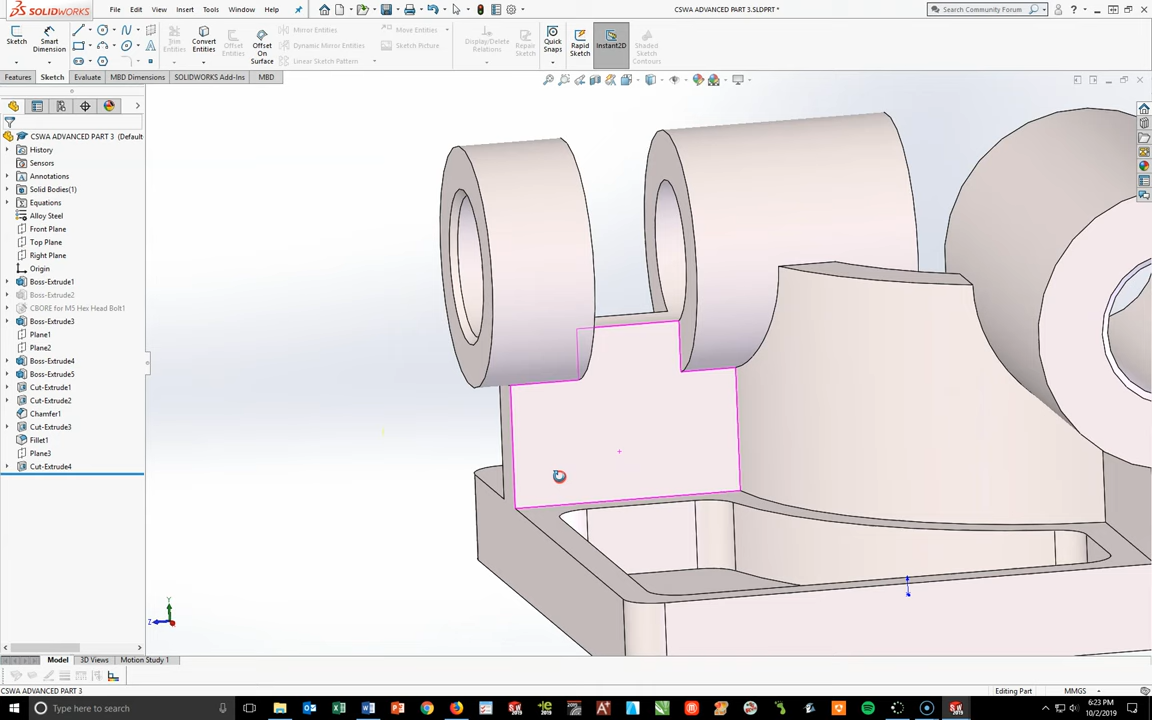 SOLIDWORKS File Edit View Insert Tools Window Help CSWA ADVANCED PART 3.SLDPRT * Search Community Forum
Sketch Smart Dimension Trim Entities Convert Entities Offset Entities Offset On Surface Mirror Entities Dynamic Mirror Entities Linear Sketch Pattern Move Entities Sketch Picture Display/Delete Relations Repair Sketch Quick Snaps Rapid Sketch Instant2D Shaded Sketch Contours
Features Sketch Evaluate MBD Dimensions SOLIDWORKS Add-Ins MBD
CSWA ADVANCED PART 3 (Default
History
Sensors
Annotations
Solid Bodies(1)
Equations
Alloy Steel
Front Plane
Top Plane
Right Plane
Origin
Boss-Extrude1
Boss-Extrude2
CBORE for M5 Hex Head Bolt1
Boss-Extrude3
Plane1
Plane2
Boss-Extrude4
Boss-Extrude5
Cut-Extrude1
Cut-Extrude2
Chamfer1
Cut-Extrude3
Fillet1
Plane3
Cut-Extrude4
Y
Z
Model 3D Views Motion Study 1
CSWA ADVANCED PART 3 Editing Part MMGS
Type here to search 6:23 PM
10/2/2019